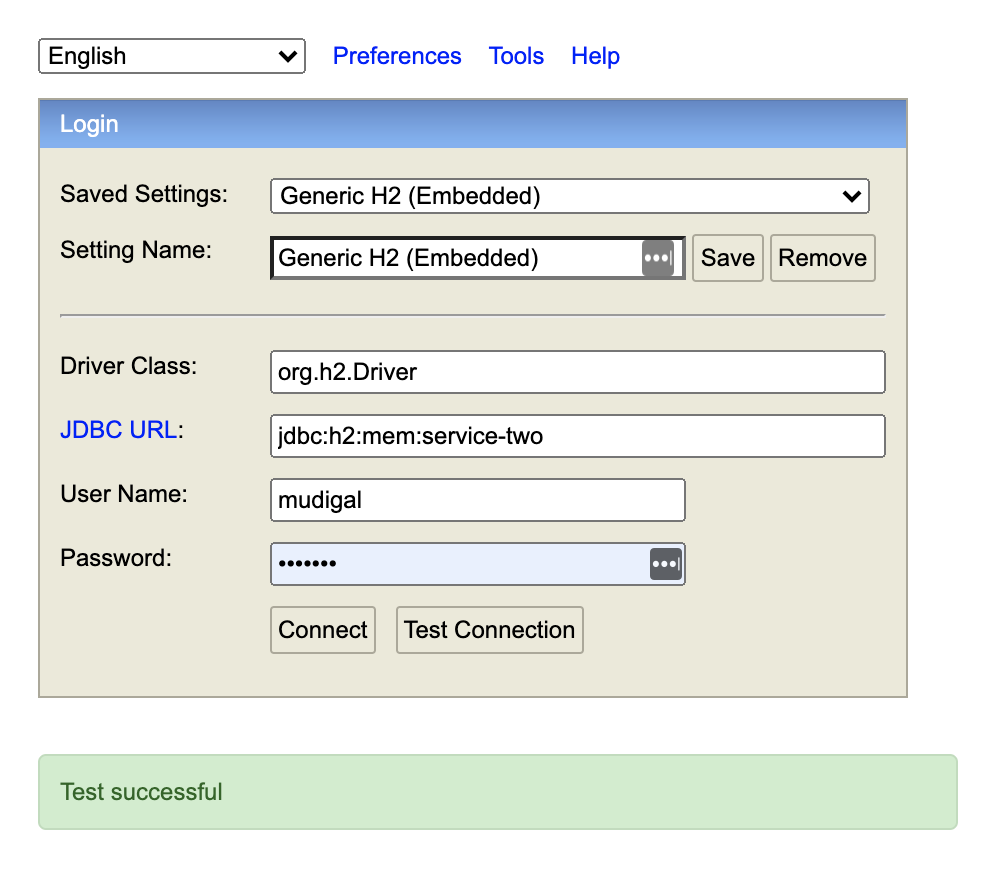 English Preferences Tools Help
Login
Saved Settings: Generic H2 (Embedded)
Setting Name: Generic H2 (Embedded) Save Remove
Driver Class: org.h2.Driver
JDBC URL: jdbc:h2:mem:service-two
User Name: mudigal
Password: •••••••
Connect Test Connection
Test successful